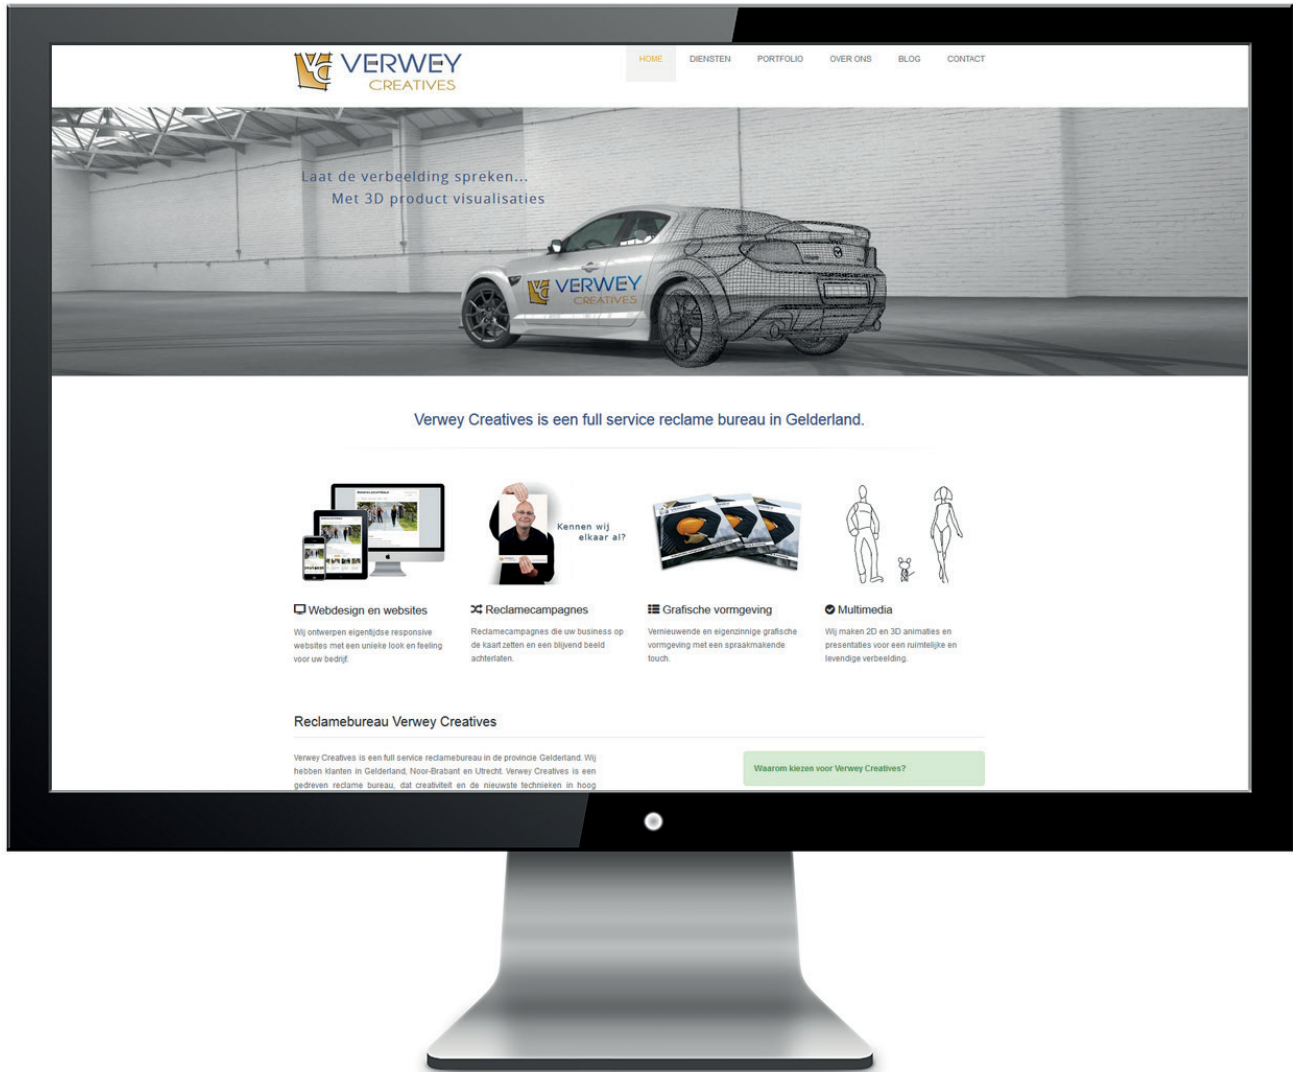 VERWEY
CREATIVES
HOME DIENSTEN PORTFOLIO OVER ONS BLOG CONTACT
Laat de verbeelding spreken...
Met 3D product visualisaties
VERWEY
CREATIVES
Verwey Creatives is een full service reclame bureau in Gelderland.
Kennen wij
elkaar al?
Webdesign en websites
Wij ontwerpen eigentijdse responsive
websites met een unieke look en feeling
voor uw bedrijf.
Reclamecampagnes
Reclamecampagnes die uw business op
de kaart zetten en een blijvend beeld
achterlaten.
Grafische vormgeving
Vernieuwende en eigenzinnige grafische
vormgeving met een spraakmakende
touch.
Multimedia
Wij maken 2D en 3D animaties en
presentaties voor een ruimtelijke en
levendige verbeelding.
Reclamebureau Verwey Creatives
Verwey Creatives is een full service reclamebureau in de provincie Gelderland. Wij
hebben klanten in Gelderland, Noor-Brabant en Utrecht. Verwey Creatives is een
gedreven reclame bureau, dat creativiteit en de nieuwste technieken in hoog
Waarom kiezen voor Verwey Creatives?